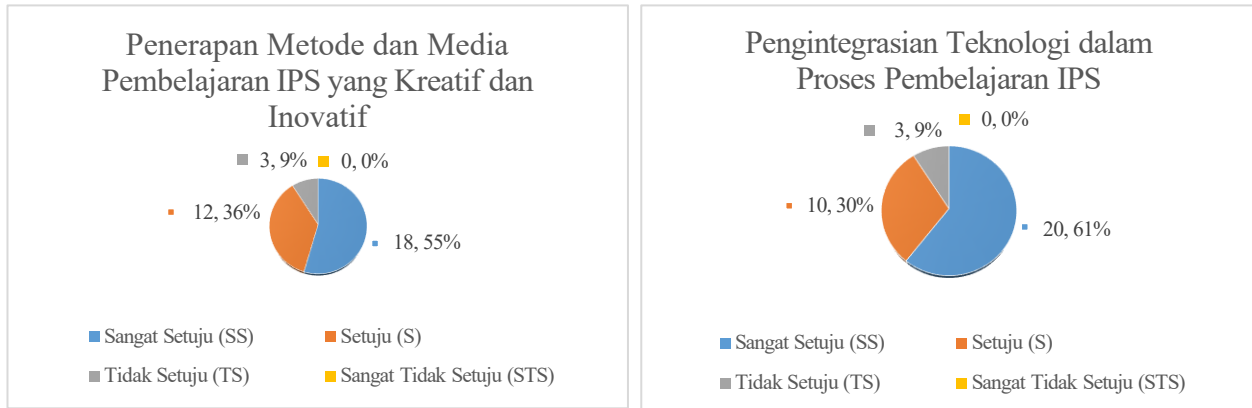 Penerapan Metode dan Media
Pembelajaran IPS yang Kreatif dan
Inovatif
3, 9%
0, 0%
12, 36%
18, 55%
Sangat Setuju (SS)
Setuju (S)
Tidak Setuju (TS)
Sangat Tidak Setuju (STS)
Pengintegrasian Teknologi dalam
Proses Pembelajaran IPS
3, 9%
0, 0%
10, 30%
20, 61%
Sangat Setuju (SS)
Setuju (S)
Tidak Setuju (TS)
Sangat Tidak Setuju (STS)